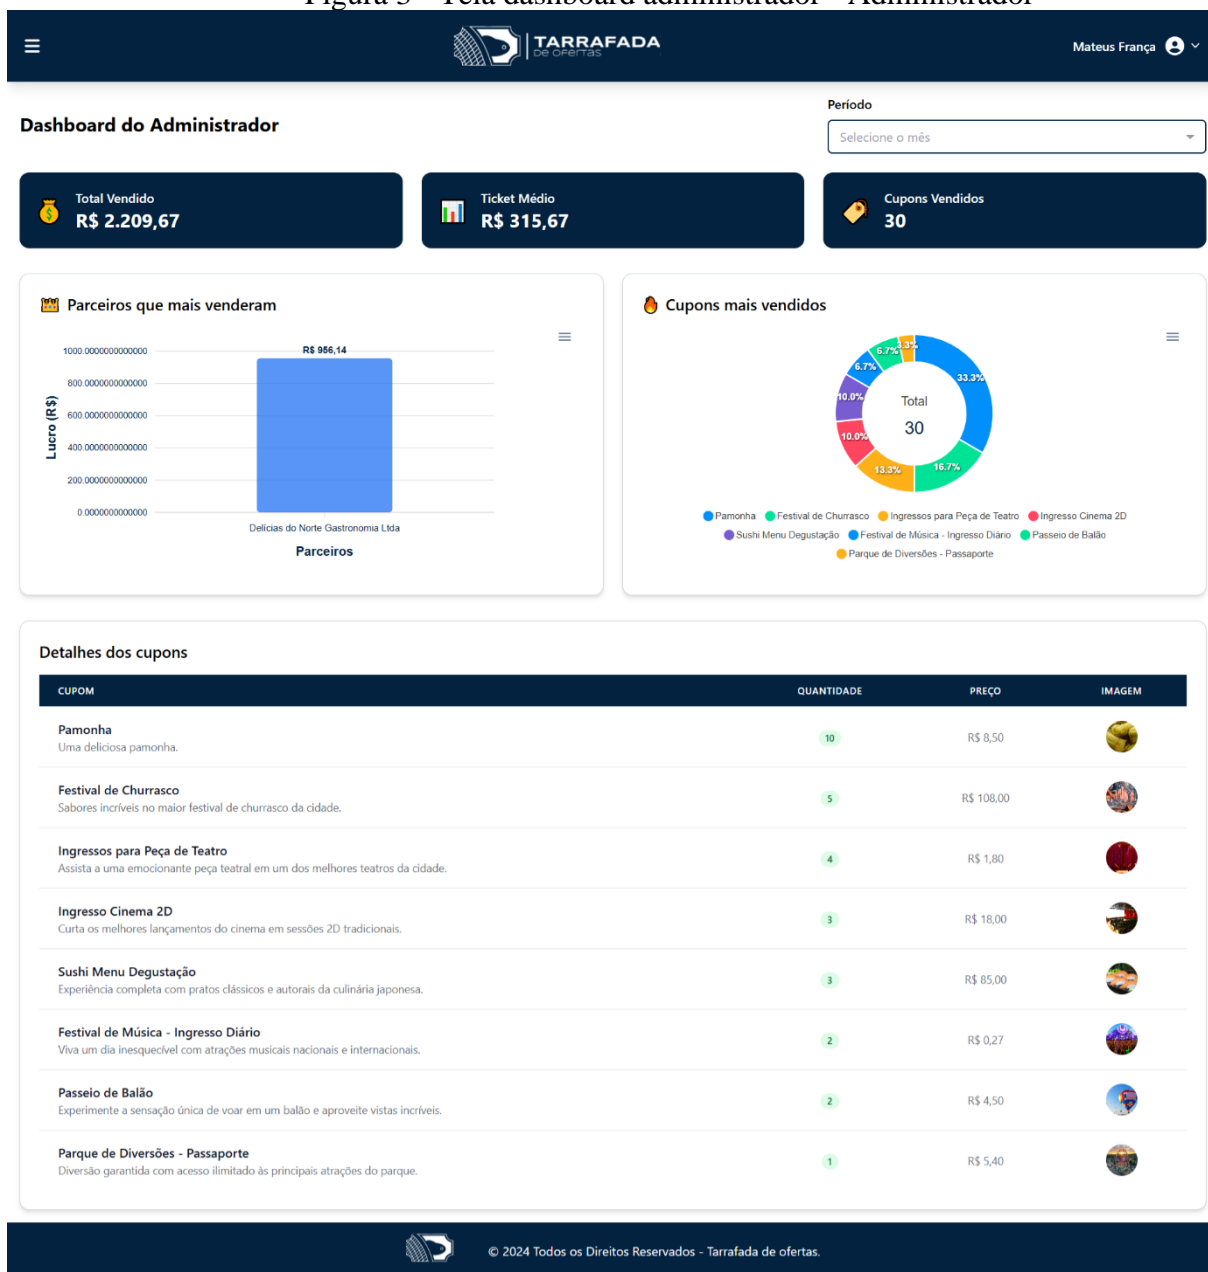 Figura 3 - Tela dashboard administrador - Administrador
TARRAFADA
DE OFERTAS
Mateus França
Dashboard do Administrador
Período
Selecione o mês
Total Vendido
R$ 2.209,67
Ticket Médio
R$ 315,67
Cupons Vendidos
30
Parceiros que mais venderam
1000.0000000000000
800.0000000000000
600.0000000000000
400.0000000000000
200.0000000000000
0.0000000000000
Lucro (R$)
R$ 956,14
Delícias do Norte Gastronomia Ltda
Parceiros
Cupons mais vendidos
33.3%
16.7%
13.3%
10.0%
10.0%
6.7%
6.7%
3.3%
Total
30
Pamonha Festival de Churrasco Ingressos para Peça de Teatro Ingresso Cinema 2D
Sushi Menu Degustação Festival de Música - Ingresso Diário Passeio de Balão
Parque de Diversões - Passaporte
Detalhes dos cupons
CUPOM QUANTIDADE PREÇO IMAGEM
Pamonha
Uma deliciosa pamonha.
10 R$ 8,50
Festival de Churrasco
Sabores incríveis no maior festival de churrasco da cidade.
5 R$ 108,00
Ingressos para Peça de Teatro
Assista a uma emocionante peça teatral em um dos melhores teatros da cidade.
4 R$ 1,80
Ingresso Cinema 2D
Curta os melhores lançamentos do cinema em sessões 2D tradicionais.
3 R$ 18,00
Sushi Menu Degustação
Experiência completa com pratos clássicos e autorais da culinária japonesa.
3 R$ 85,00
Festival de Música - Ingresso Diário
Viva um dia inesquecível com atrações musicais nacionais e internacionais.
2 R$ 0,27
Passeio de Balão
Experimente a sensação única de voar em um balão e aproveite vistas incríveis.
2 R$ 4,50
Parque de Diversões - Passaporte
Diversão garantida com acesso ilimitado às principais atrações do parque.
1 R$ 5,40
© 2024 Todos os Direitos Reservados - Tarrafada de ofertas.